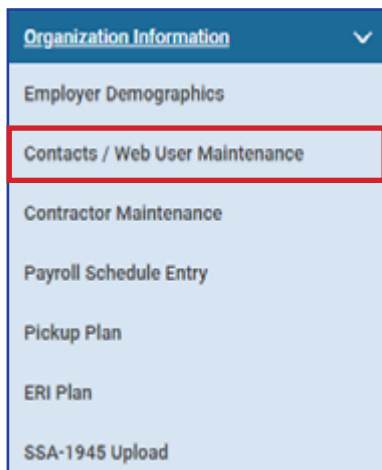 Organization Information
Employer Demographics
Contacts / Web User Maintenance
Contractor Maintenance
Payroll Schedule Entry
Pickup Plan
ERI Plan
SSA-1945 Upload